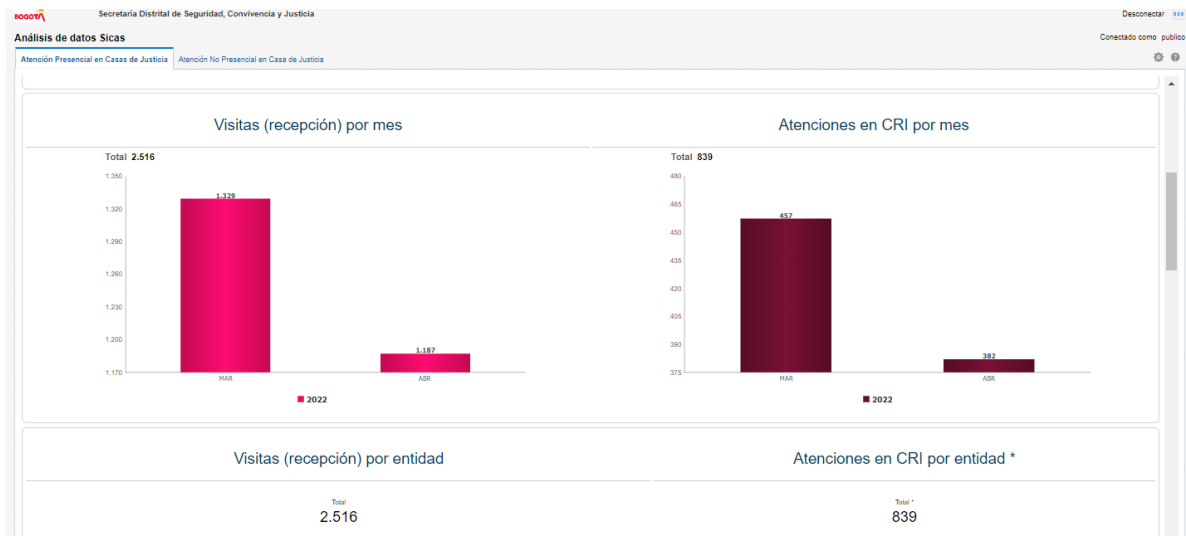 BOGOTÁ Secretaría Distrital de Seguridad, Convivencia y Justicia Desconectar
Análisis de datos Sicas Conectado como publico
Atención Presencial en Casas de Justicia Atención No Presencial en Casa de Justicia
Visitas (recepción) por mes
Total 2.516
1.350
1.320
1.290
1.260
1.230
1.200
1.170
1.329
1.187
MAR ABR
2022
Atenciones en CRI por mes
Total 839
480
465
450
435
420
405
390
375
457
382
MAR ABR
2022
Visitas (recepción) por entidad
Total
2.516
Atenciones en CRI por entidad *
Total *
839